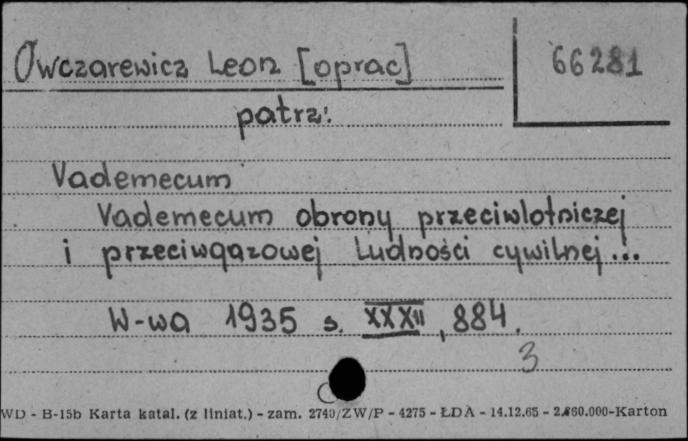 Owczarewicz Leon [oprac] 66281
patrz:
Vademecum
Vademecum obrony przeciwlotniczej
i przeciwgazowej ludności cywilnej...
W-wa 1935 s. XXXII, 884.
3
WD - B-15b Karta katal. (z liniat.) - zam. 2740/ZW/P - 4275 - ŁDA - 14.12.65 - 2.860.000-Karton